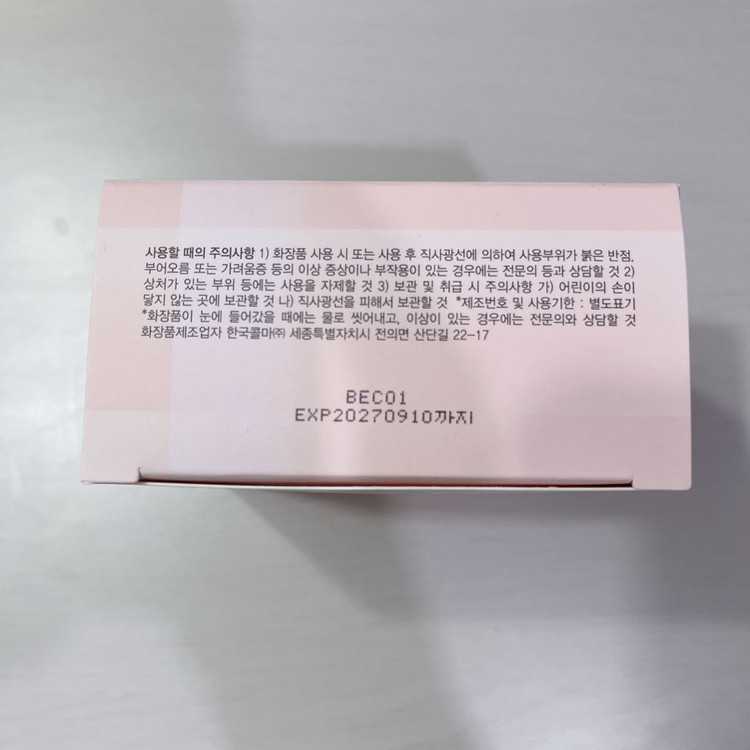 사용할 때의 주의사항 1) 화장품 사용 시 또는 사용 후 직사광선에 의하여 사용부위가 붉은 반점,
부어오름 또는 가려움증 등의 이상 증상이나 부작용이 있는 경우에는 전문의 등과 상담할 것 2)
상처가 있는 부위 등에는 사용을 자제할 것 3) 보관 및 취급 시 주의사항 가) 어린이의 손이
닿지 않는 곳에 보관할 것 나) 직사광선을 피해서 보관할 것 *제조번호 및 사용기한 : 별도표기
*화장품이 눈에 들어갔을 때에는 물로 씻어내고, 이상이 있는 경우에는 전문의와 상담할 것
화장품제조업자 한국콜마㈜ 세종특별자치시 전의면 산단길 22-17
BEC01
EXP20270910까지